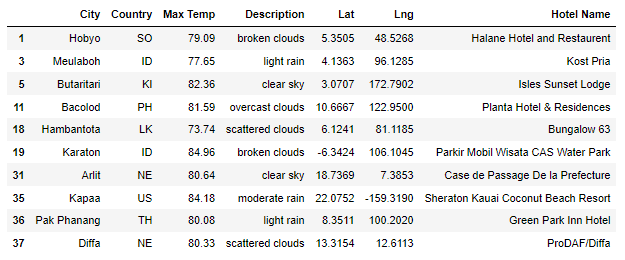 City Country Max Temp Description Lat Lng Hotel Name
1 Hobyo SO 79.09 broken clouds 5.3505 48.5268 Halane Hotel and Restaurent
3 Meulaboh ID 77.65 light rain 4.1363 96.1285 Kost Pria
5 Butaritari KI 82.36 clear sky 3.0707 172.7902 Isles Sunset Lodge
11 Bacolod PH 81.59 overcast clouds 10.6667 122.9500 Planta Hotel & Residences
18 Hambantota LK 73.74 scattered clouds 6.1241 81.1185 Bungalow 63
19 Karaton ID 84.96 broken clouds -6.3424 106.1045 Parkir Mobil Wisata CAS Water Park
31 Arlit NE 80.64 clear sky 18.7369 7.3853 Case de Passage De la Prefecture
35 Kapaa US 84.18 moderate rain 22.0752 -159.3190 Sheraton Kauai Coconut Beach Resort
36 Pak Phanang TH 80.08 light rain 8.3511 100.2020 Green Park Inn Hotel
37 Diffa NE 80.33 scattered clouds 13.3154 12.6113 ProDAF/Diffa